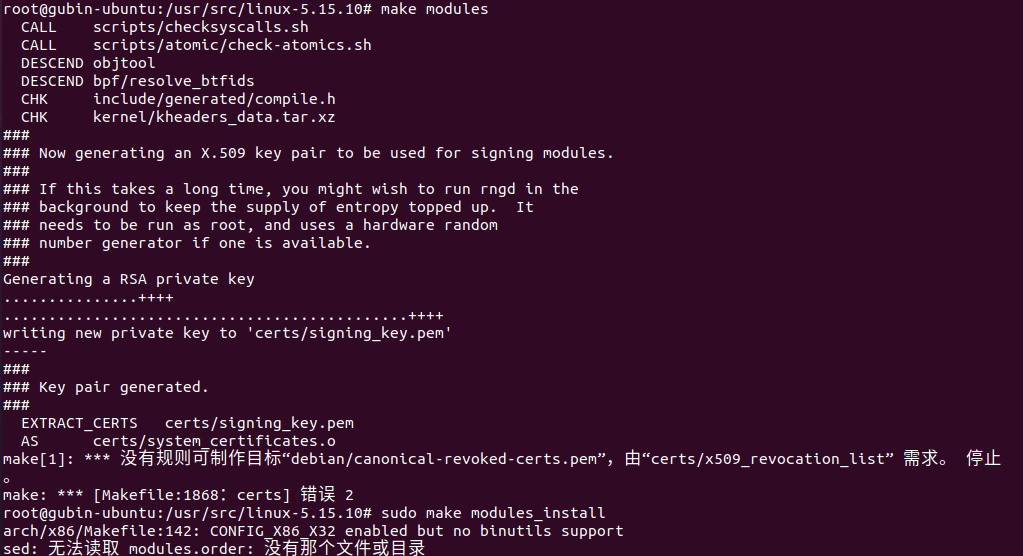 root@gubin-ubuntu:/usr/src/linux-5.15.10# make modules
  CALL    scripts/checksyscalls.sh
  CALL    scripts/atomic/check-atomics.sh
  DESCEND objtool
  DESCEND bpf/resolve_btfids
  CHK     include/generated/compile.h
  CHK     kernel/kheaders_data.tar.xz
###
### Now generating an X.509 key pair to be used for signing modules.
###
### If this takes a long time, you might wish to run rngd in the
### background to keep the supply of entropy topped up.  It
### needs to be run as root, and uses a hardware random
### number generator if one is available.
###
Generating a RSA private key
...............++++
.............................................++++
writing new private key to 'certs/signing_key.pem'
-----
###
### Key pair generated.
###
  EXTRACT_CERTS   certs/signing_key.pem
  AS      certs/system_certificates.o
make[1]: *** 没有规则可制作目标“debian/canonical-revoked-certs.pem”，由“certs/x509_revocation_list” 需求。 停止
。
make: *** [Makefile:1868：certs] 错误 2
root@gubin-ubuntu:/usr/src/linux-5.15.10# sudo make modules_install
arch/x86/Makefile:142: CONFIG_X86_X32 enabled but no binutils support
sed: 无法读取 modules.order: 没有那个文件或目录